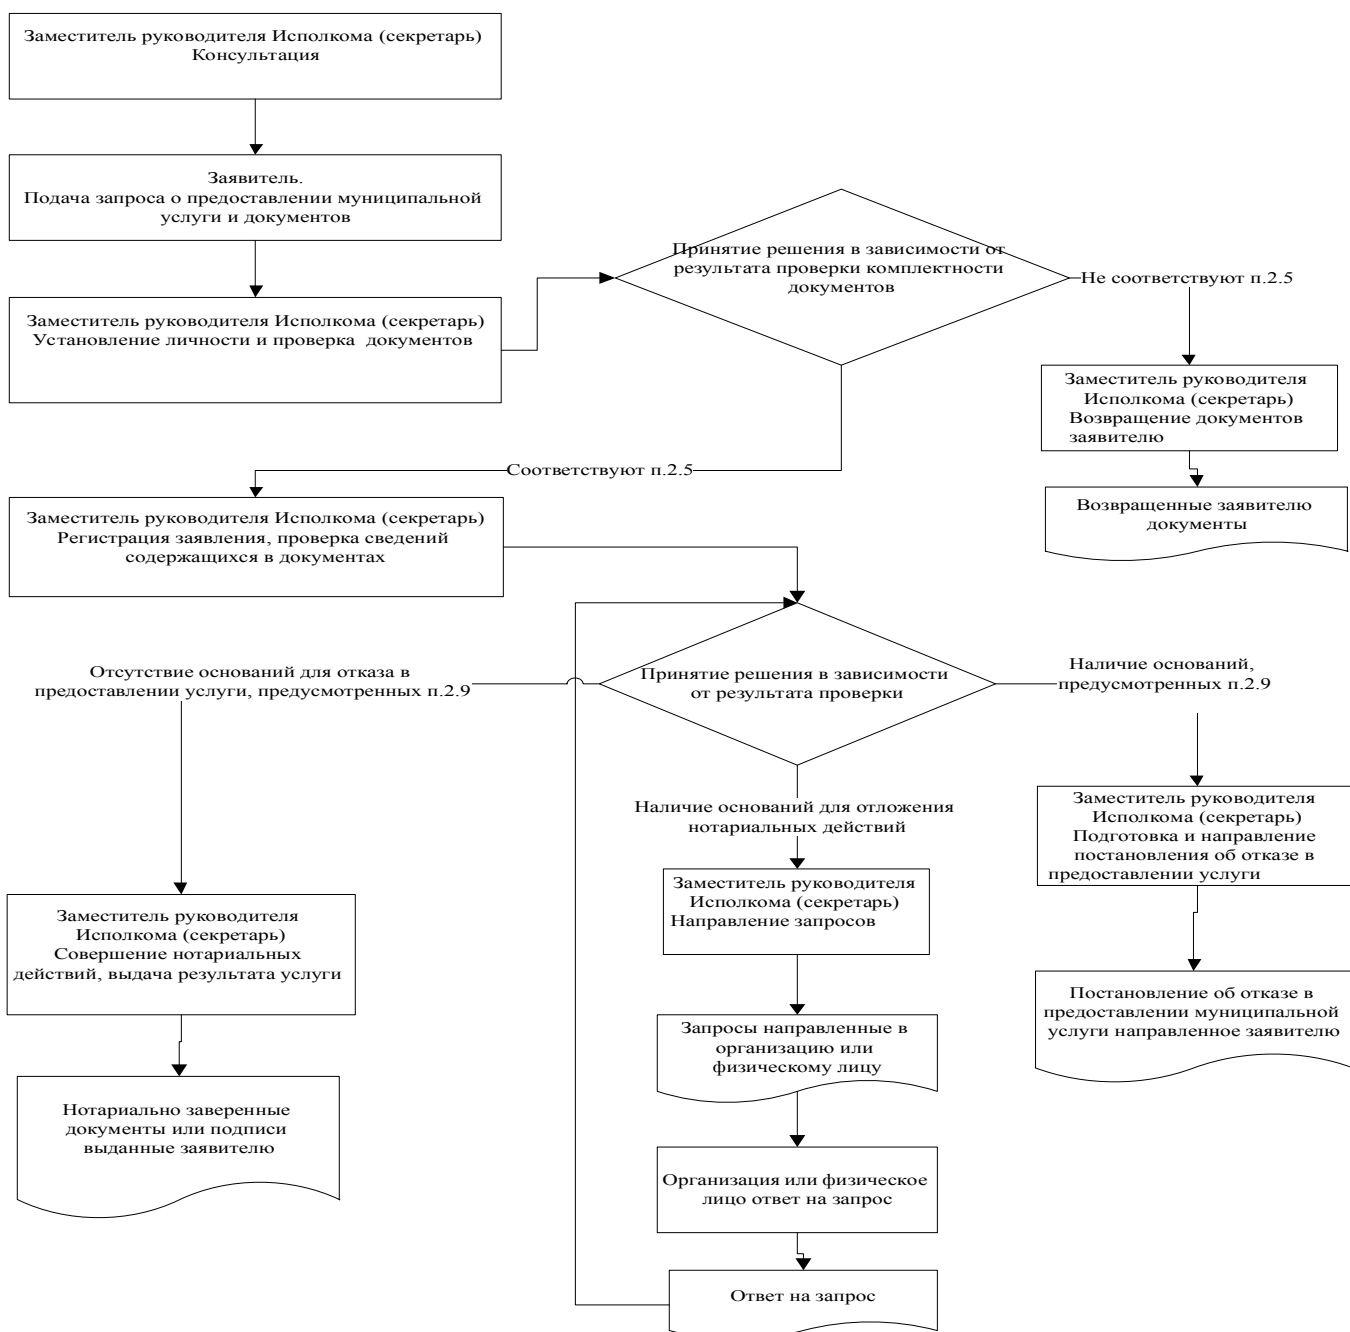 Заместитель руководителя Исполкома (секретарь)
Консультация
Заявитель.
Подача запроса о предоставлении муниципальной
услуги и документов
Заместитель руководителя Исполкома (секретарь)
Установление личности и проверка документов
Принятие решения в зависимости от
результата проверки комплектности
документов
Не соответствуют п.2.5
Заместитель руководителя
Исполкома (секретарь)
Возвращение документов
заявителю
Возвращенные заявителю
документы
Соответствуют п.2.5
Заместитель руководителя Исполкома (секретарь)
Регистрация заявления, проверка сведений
содержащихся в документах
Принятие решения в зависимости
от результата проверки
Отсутствие оснований для отказа в
предоставлении услуги, предусмотренных п.2.9
Наличие оснований,
предусмотренных п.2.9
Наличие оснований для отложения
нотариальных действий
Заместитель руководителя
Исполкома (секретарь)
Совершение нотариальных
действий, выдача результата услуги
Нотариально заверенные
документы или подписи
выданные заявителю
Заместитель руководителя
Исполкома (секретарь)
Направление запросов
Запросы направленные в
организацию или
физическому лицу
Организация или физическое
лицо ответ на запрос
Ответ на запрос
Заместитель руководителя
Исполкома (секретарь)
Подготовка и направление
постановления об отказе в
предоставлении услуги
Постановление об отказе в
предоставлении муниципальной
услуги направленное заявителю